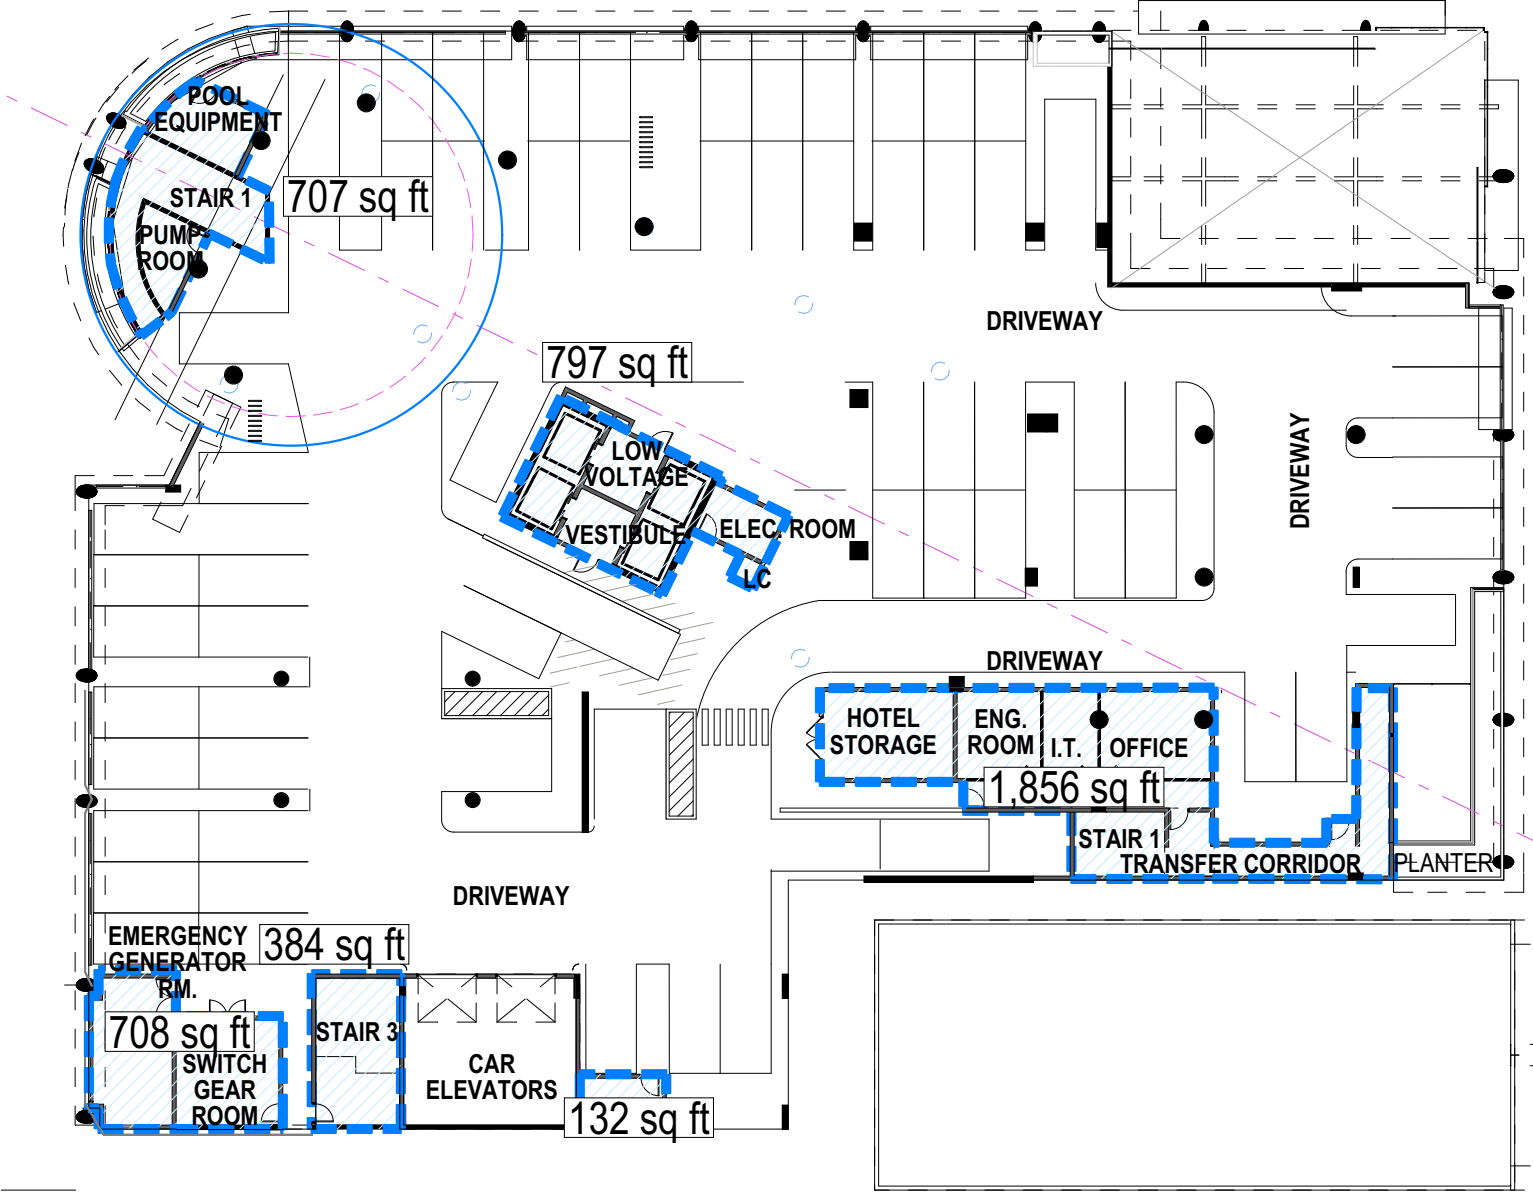 POOL
EQUIPMENT
STAIR 1
707 sq ft
PUMP
ROOM
DRIVEWAY
797 sq ft
DRIVEWAY
LOW
VOLTAGE
VESTIBULE
ELEC. ROOM
LC
DRIVEWAY
HOTEL
STORAGE
ENG.
ROOM
I.T.
OFFICE
1,856 sq ft
STAIR 1
TRANSFER CORRIDOR
PLANTER
DRIVEWAY
EMERGENCY
GENERATOR
RM.
384 sq ft
708 sq ft
STAIR 3
SWITCH
GEAR
ROOM
CAR
ELEVATORS
132 sq ft